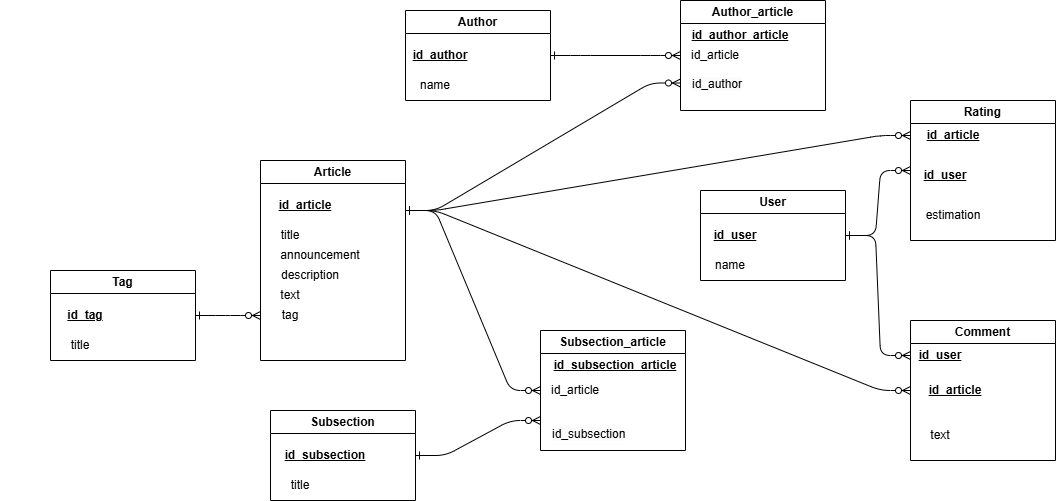 Author
id_author
name
Author_article
id_author_article
id_article
id_author
Rating
id_article
id_user
estimation
Article
id_article
title
announcement
description
text
tag
User
id_user
name
Tag
id_tag
title
Subsection_article
id_subsection_article
id_article
id_subsection
Comment
id_user
id_article
text
Subsection
id_subsection
title